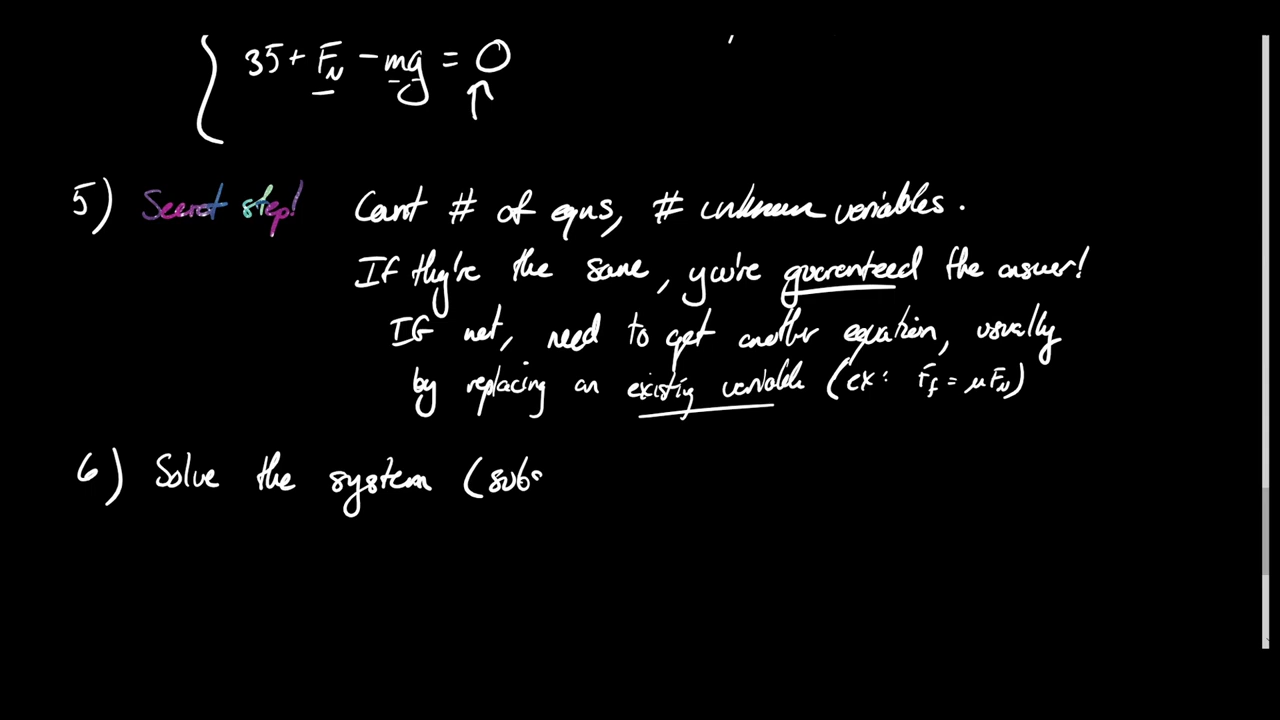 35 + F_N - mg = 0
↑
5) Secret step! Count # of eqns, # unknown variables.
If they're the same, you're guarenteed the answer!
If not, need to get another equation, usually
by replacing an existing variable (ex: F_f = μF_N)
6) Solve the system (subs